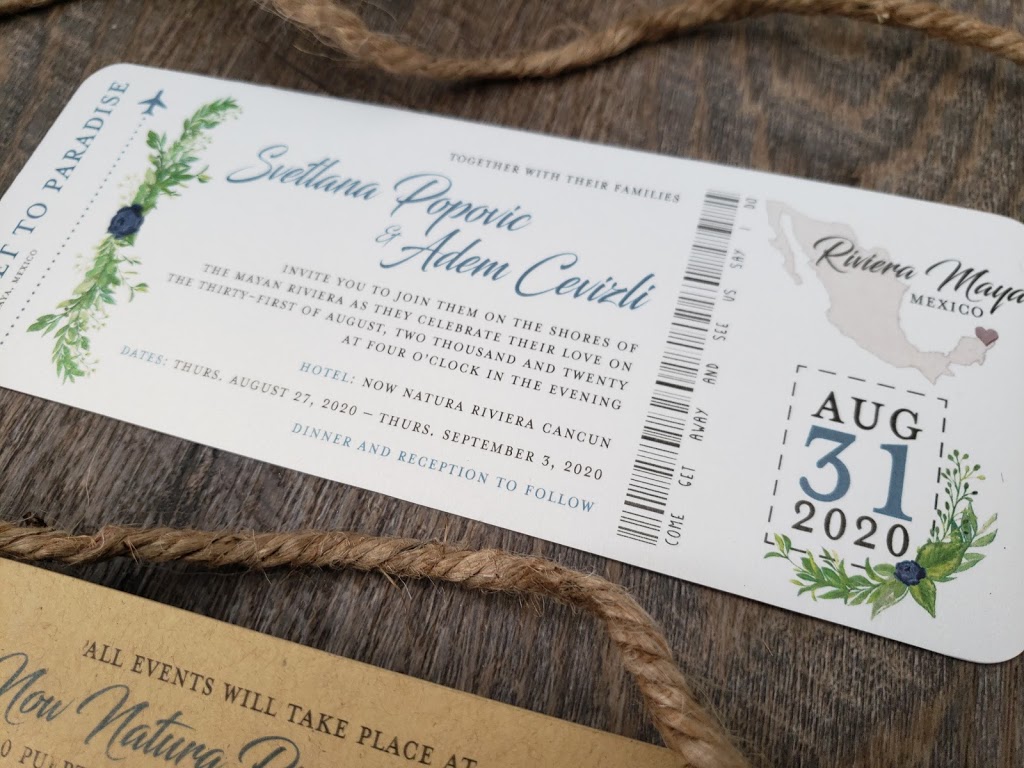 ET TO PARADISE
MEXICO
TOGETHER WITH THEIR FAMILIES
Svetlana Popovic
& Adem Cevizli
INVITE YOU TO JOIN THEM ON THE SHORES OF
THE MAYAN RIVIERA AS THEY CELEBRATE THEIR LOVE ON
THE THIRTY-FIRST OF AUGUST, TWO THOUSAND AND TWENTY
AT FOUR O'CLOCK IN THE EVENING
HOTEL: NOW NATURA RIVIERA CANCUN
DATES: THURS. AUGUST 27, 2020 – THURS. SEPTEMBER 3, 2020
DINNER AND RECEPTION TO FOLLOW
COME GET AWAY AND SEE US SAY I DO
Riviera Maya
MEXICO
AUG
31
2020
ALL EVENTS WILL TAKE PLACE AT
Now Natura